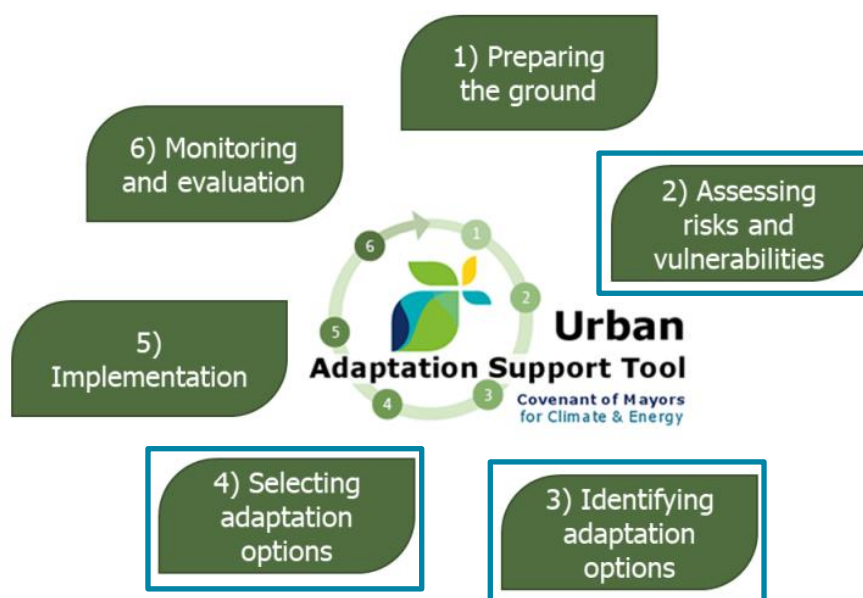 1) Preparing
the ground
2) Assessing
risks and
vulnerabilities
3) Identifying
adaptation
options
4) Selecting
adaptation
options
5)
Implementation
6) Monitoring
and evaluation
1
2
3
4
5
6
Urban
Adaptation Support Tool
Covenant of Mayors
for Climate & Energy